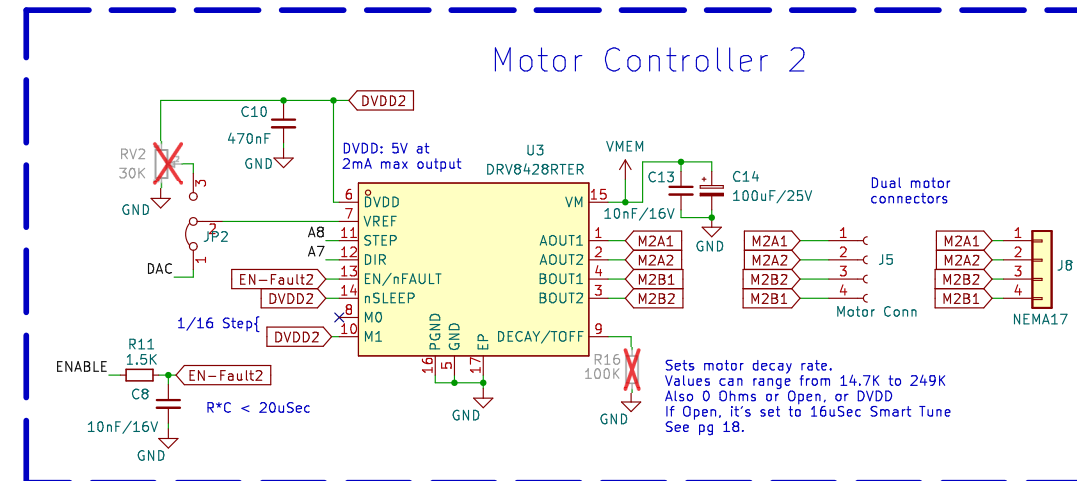 Motor Controller 2
DVDD2
C10
470nF
GND
RV2
30K
GND
3
2
1
JP2
DAC
DVDD: 5V at
2mA max output
U3
DRV8428RTER
VMEM
C13
10nF/16V
C14
+
100uF/25V
GND
6 DVDD
7 VREF
A8 11 STEP
A7 12 DIR
EN-Fault2 13 EN/nFAULT
DVDD2 14 nSLEEP
8 M0
1/16 Step{
DVDD2 10 M1
VM 15
AOUT1 1 M2A1
AOUT2 2 M2A2
BOUT1 4 M2B1
BOUT2 3 M2B2
DECAY/TOFF 9
PGND 16
GND 5
EP 17
GND
R16
100K
GND
Dual motor
connectors
M2A1 1
M2A2 2
M2B2 3
M2B1 4
J5
Motor Conn
M2A1 1
M2A2 2
M2B2 3
M2B1 4
J8
NEMA17
ENABLE
R11
1.5K
EN-Fault2
C8
10nF/16V
GND
R*C < 20uSec
Sets motor decay rate.
Values can range from 14.7K to 249K
Also 0 Ohms or Open, or DVDD
If Open, it's set to 16uSec Smart Tune
See pg 18.